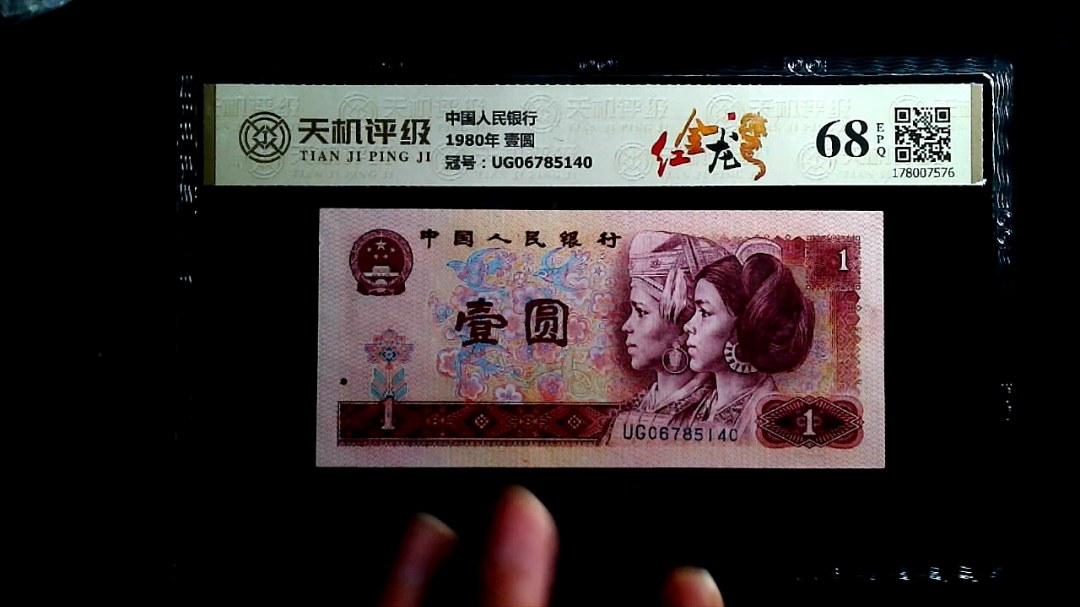 天机评级
TIAN JI PING JI
中国人民银行
1980年 壹圆
冠号：UG06785140
红金龙鳞
68
EPQ
178007576
中国人民银行
1
壹圆
1
UG06785140
1